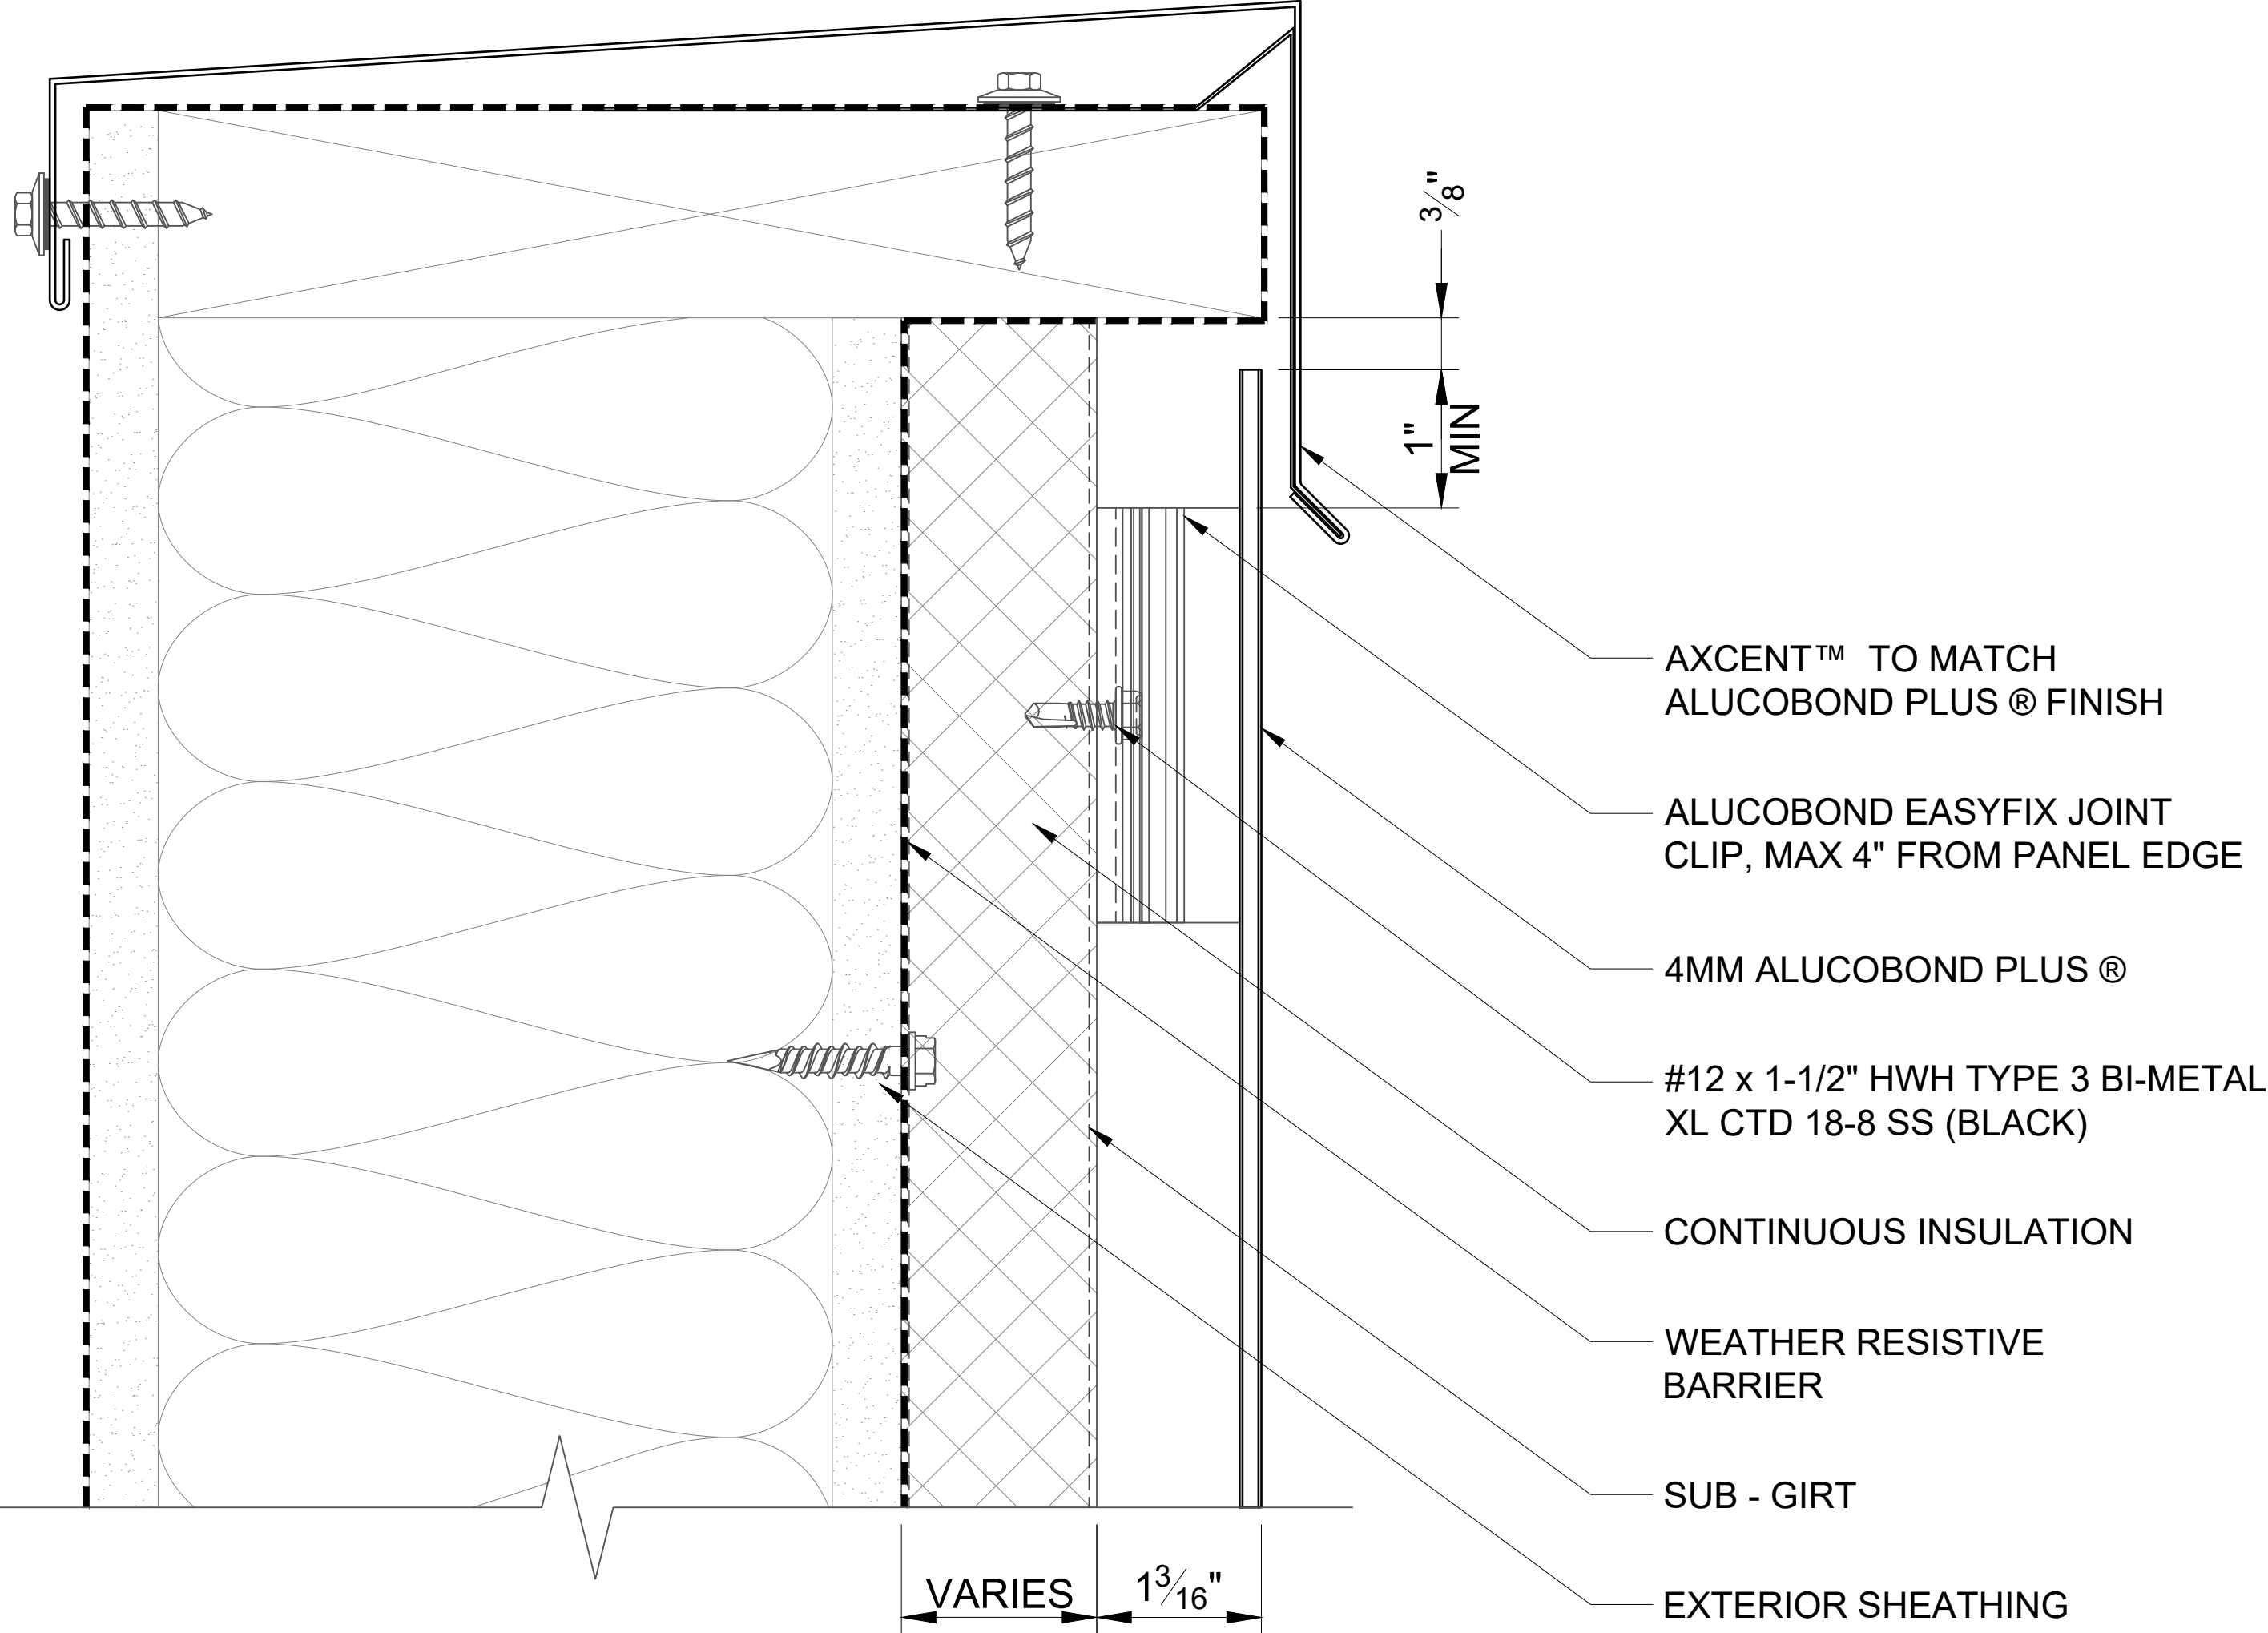 3/8"
1"
MIN
AXCENT™ TO MATCH
ALUCOBOND PLUS ® FINISH
ALUCOBOND EASYFIX JOINT
CLIP, MAX 4" FROM PANEL EDGE
4MM ALUCOBOND PLUS ®
#12 x 1-1/2" HWH TYPE 3 BI-METAL
XL CTD 18-8 SS (BLACK)
CONTINUOUS INSULATION
WEATHER RESISTIVE
BARRIER
SUB - GIRT
EXTERIOR SHEATHING
VARIES
1 3/16"